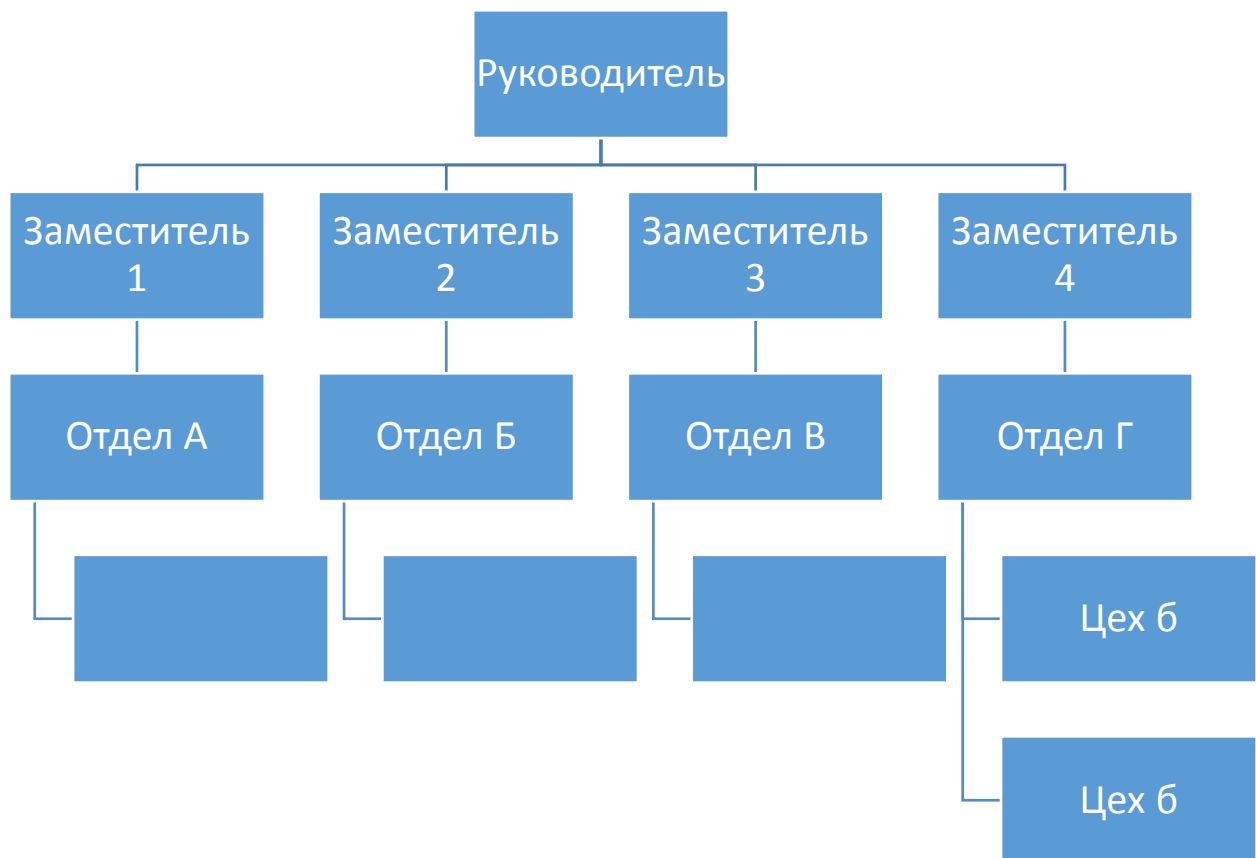 Руководитель
Заместитель
1
Заместитель
2
Заместитель
3
Заместитель
4
Отдел А
Отдел Б
Отдел В
Отдел Г
Цех б
Цех б